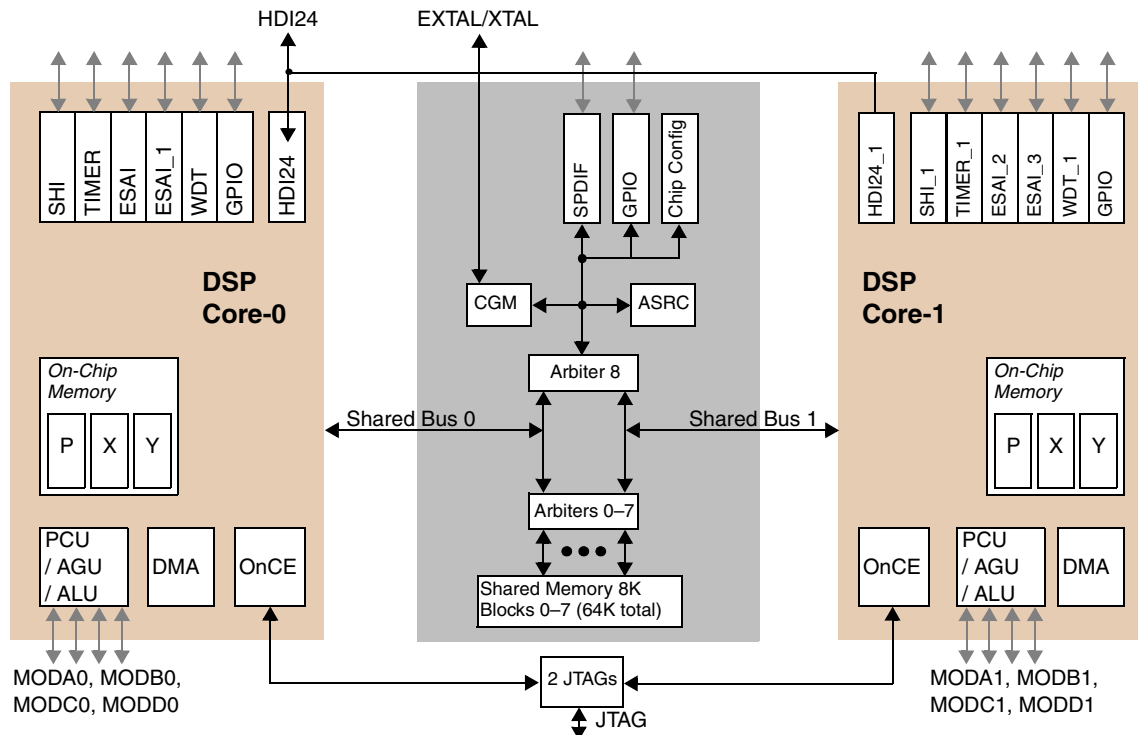 HDI24
EXTAL/XTAL
SHI
TIMER
ESAI
ESAI_1
WDT
GPIO
HDI24
DSP
Core-0
On-Chip
Memory
P X Y
PCU
/ AGU
/ ALU
DMA
OnCE
MODA0, MODB0,
MODC0, MODD0
SPDIF
GPIO
Chip Config
CGM
ASRC
Arbiter 8
Shared Bus 0
Shared Bus 1
Arbiters 0–7
Shared Memory 8K
Blocks 0–7 (64K total)
2 JTAGs
JTAG
HDI24_1
SHI_1
TIMER_1
ESAI_2
ESAI_3
WDT_1
GPIO
DSP
Core-1
On-Chip
Memory
P X Y
OnCE
PCU
/ AGU
/ ALU
DMA
MODA1, MODB1,
MODC1, MODD1